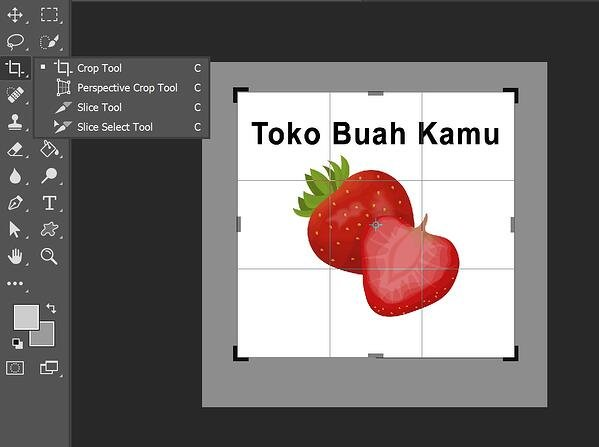 Crop Tool C
Perspective Crop Tool C
Slice Tool C
Slice Select Tool C
Toko Buah Kamu
T